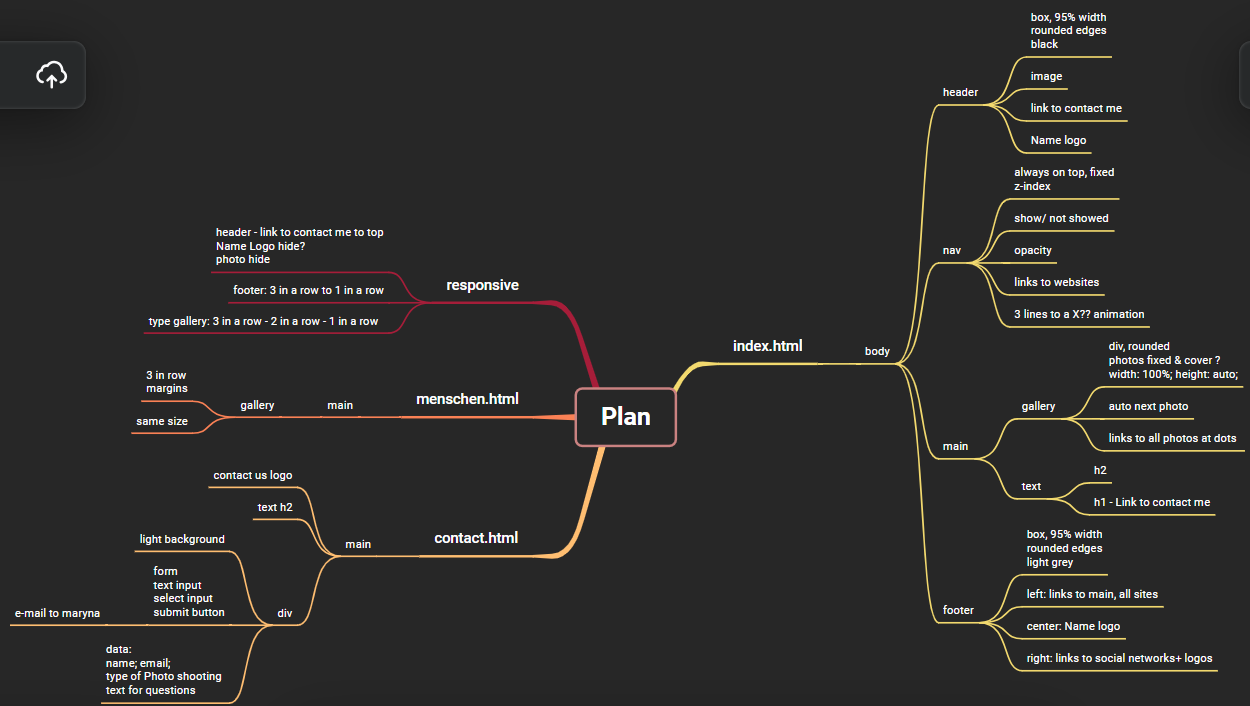 Plan
index.html
body
header
box, 95% width
rounded edges
black
image
link to contact me
Name logo
nav
always on top, fixed
z-index
show/ not showed
opacity
links to websites
3 lines to a X?? animation
main
gallery
div, rounded
photos fixed & cover ?
width: 100%; height: auto;
auto next photo
links to all photos at dots
text
h2
h1 - Link to contact me
footer
box, 95% width
rounded edges
light grey
left: links to main, all sites
center: Name logo
right: links to social networks+ logos
responsive
header - link to contact me to top
Name Logo hide?
photo hide
footer: 3 in a row to 1 in a row
type gallery: 3 in a row - 2 in a row - 1 in a row
menschen.html
main
gallery
3 in row
margins
same size
contact.html
main
contact us logo
text h2
div
light background
form
text input
select input
submit button
e-mail to maryna
data:
name; email;
type of Photo shooting
text for questions